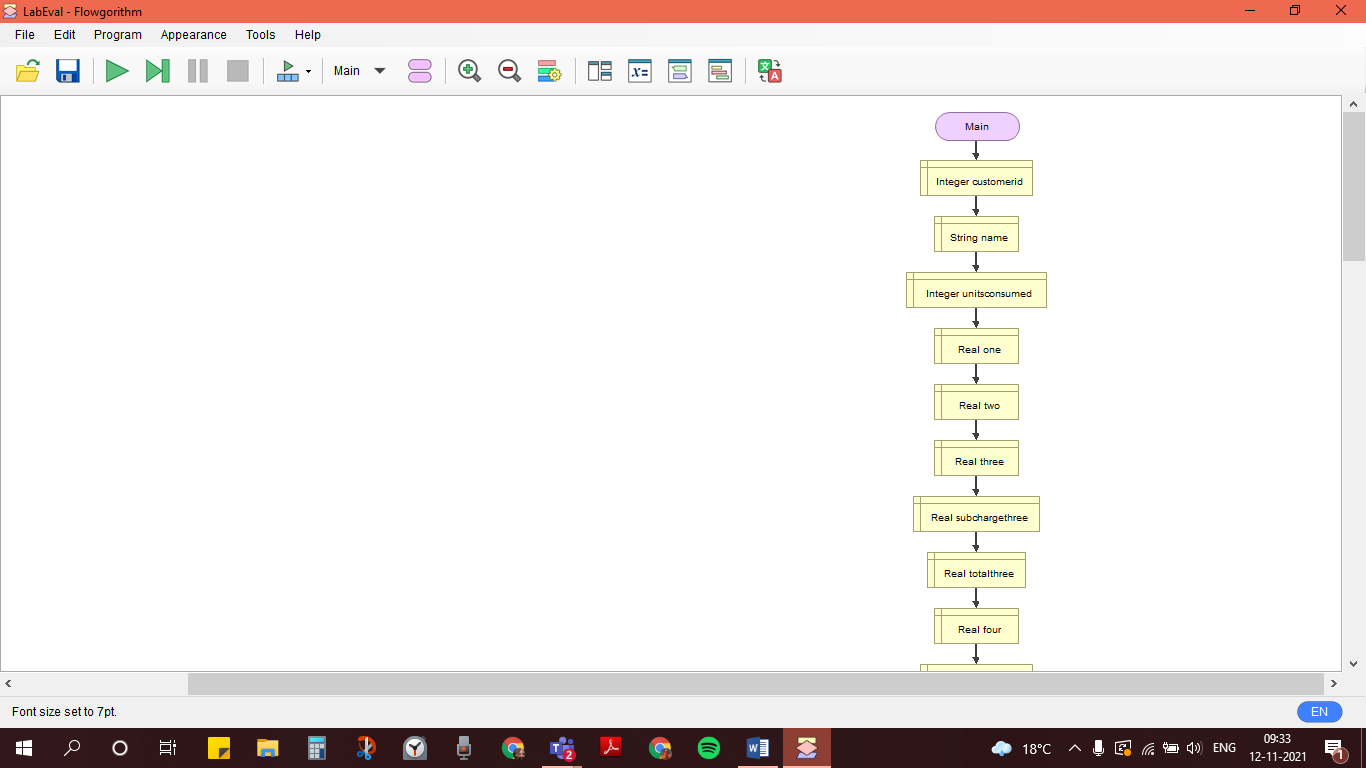 LabEval - Flowgorithm
File Edit Program Appearance Tools Help
Main
Main
Integer customerid
String name
Integer unitsconsumed
Real one
Real two
Real three
Real subchargethree
Real totalthree
Real four
Font size set to 7pt.
EN
18°C
ENG
09:33
12-11-2021